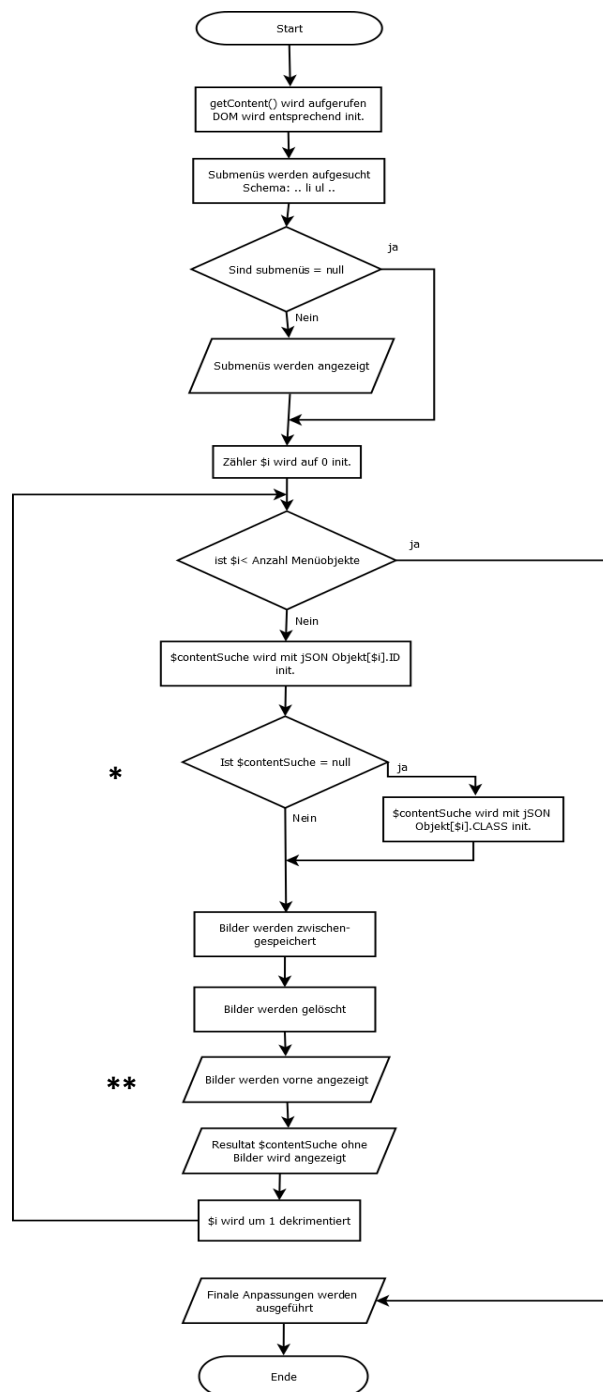 Start
getContent() wird aufgerufen
DOM wird entsprechend init.
Submenüs werden aufgesucht
Schema: .. li ul ..
ja
Sind submenüs = null
Nein
Submenüs werden angezeigt
Zähler $i wird auf 0 init.
ja
ist $i< Anzahl Menüobjekte
Nein
$contentSuche wird mit jSON Objekt[$i].ID
init.
Ist $contentSuche = null
ja
*
$contentSuche wird mit jSON
Objekt[$i].CLASS init.
Nein
Bilder werden zwischen-
gespeichert
Bilder werden gelöscht
Bilder werden vorne angezeigt
**
Resultat $contentSuche ohne
Bilder wird angezeigt
$i wird um 1 dekrimentiert
Finale Anpassungen werden
ausgeführt
Ende